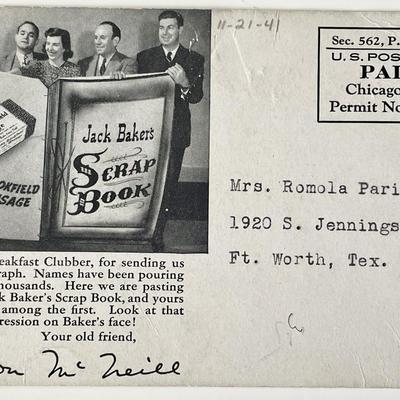 11-21-41
Sec. 562, P.
U. S. POS
PAI
Chicago
Permit No
Jack Baker's
SCRAP
BOOK
OKFIELD
SAGE
Mrs. Romola Pari
1920 S. Jennings
Ft. Worth, Tex.
eakfast Clubber, for sending us
raph. Names have been pouring
housands. Here we are pasting
k Baker's Scrap Book, and yours
among the first. Look at that
ression on Baker's face!
Your old friend,
on McNeill